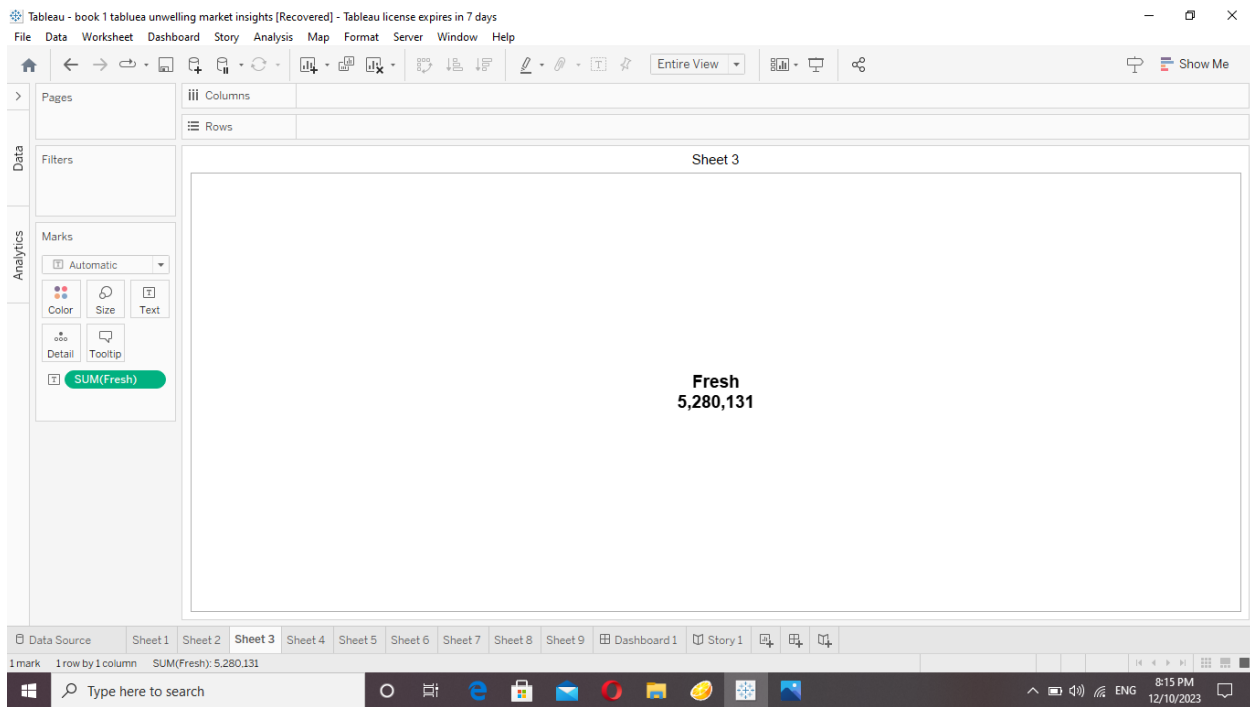 Tableau - book 1 tabluea unwelling market insights [Recovered] - Tableau license expires in 7 days
File Data Worksheet Dashboard Story Analysis Map Format Server Window Help
Entire View
Show Me
Pages
Columns
Rows
Data
Filters
Sheet 3
Analytics
Marks
Automatic
Color Size Text
Detail Tooltip
SUM(Fresh)
Fresh
5,280,131
Data Source Sheet 1 Sheet 2 Sheet 3 Sheet 4 Sheet 5 Sheet 6 Sheet 7 Sheet 8 Sheet 9 Dashboard 1 Story 1
1 mark 1 row by 1 column SUM(Fresh): 5,280,131
Type here to search
ENG
8:15 PM
12/10/2023